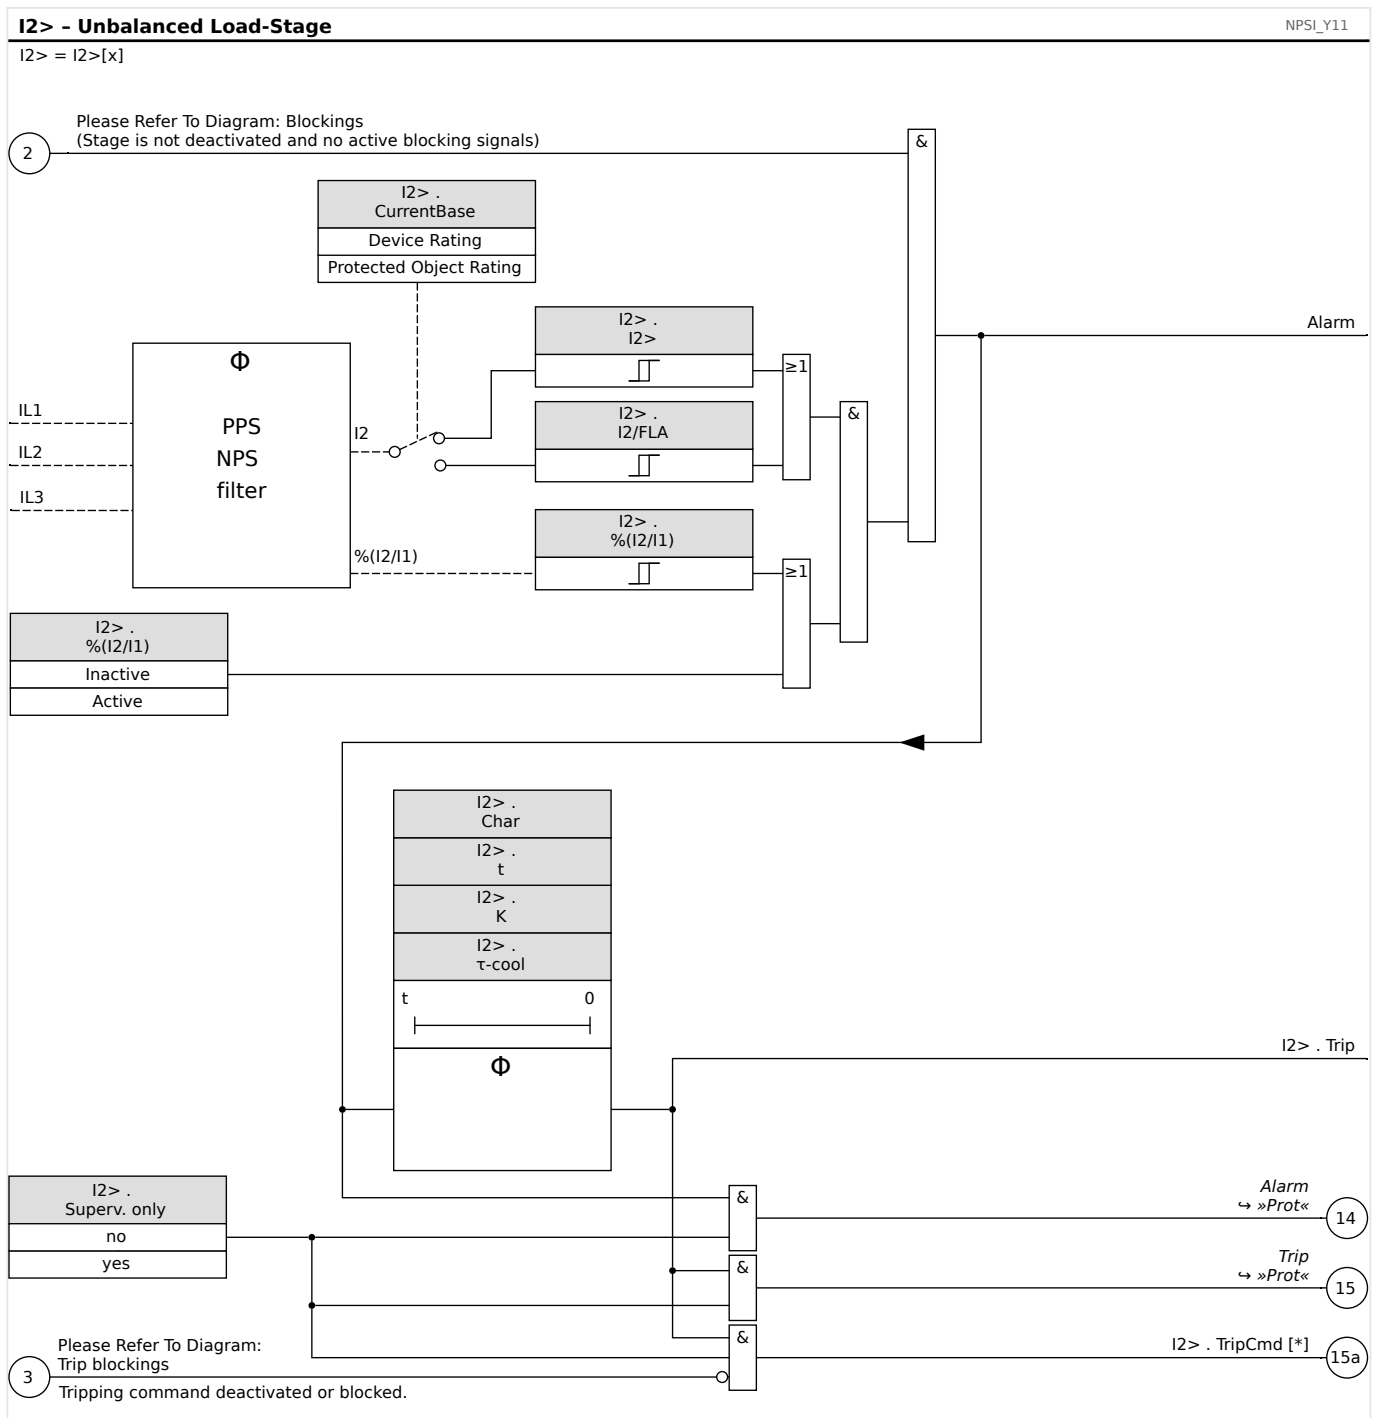 I2> – Unbalanced Load-Stage
NPSI_Y11
I2> = I2>[x]
Please Refer To Diagram: Blockings
(Stage is not deactivated and no active blocking signals)
2
&
I2> .
CurrentBase
Device Rating
Protected Object Rating
I2> .
I2>
Alarm
Φ
PPS
NPS
filter
IL1
IL2
IL3
I2
≥1
I2> .
I2/FLA
&
I2> .
%(I2/I1)
%(I2/I1)
≥1
I2> .
%(I2/I1)
Inactive
Active
I2> .
Char
I2> .
t
I2> .
K
I2> .
τ-cool
t 0
Φ
I2> . Trip
I2> .
Superv. only
no
yes
&
Alarm
↪ »Prot«
14
&
Trip
↪ »Prot«
15
&
I2> . TripCmd [*]
15a
Please Refer To Diagram:
Trip blockings
3
Tripping command deactivated or blocked.